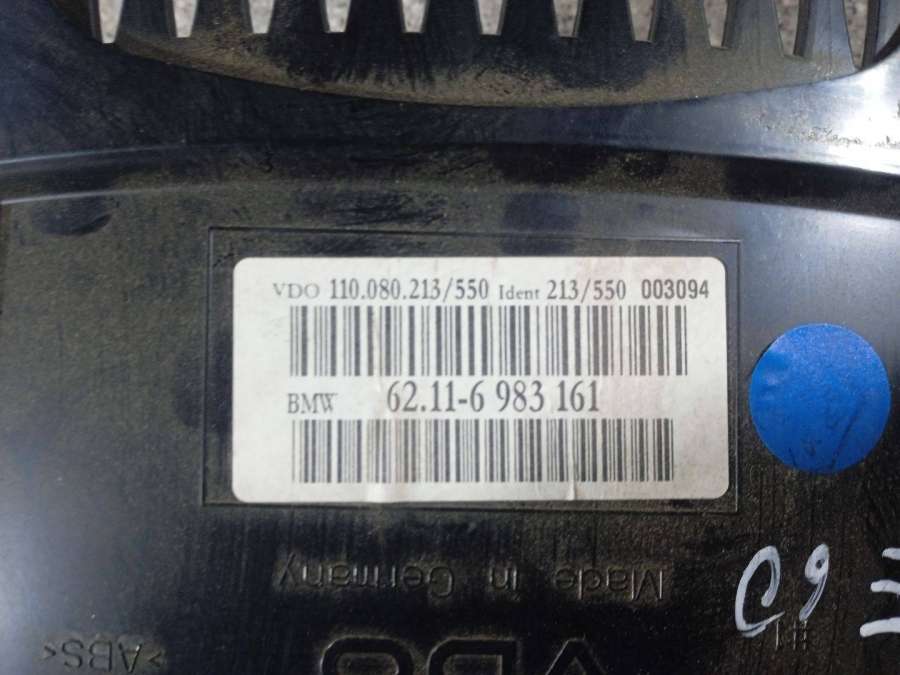 VDO 110.080.213/550 Ident 213/550 003094
BMW 62.11-6 983 161
Made in Germany
>ABS<
VDO